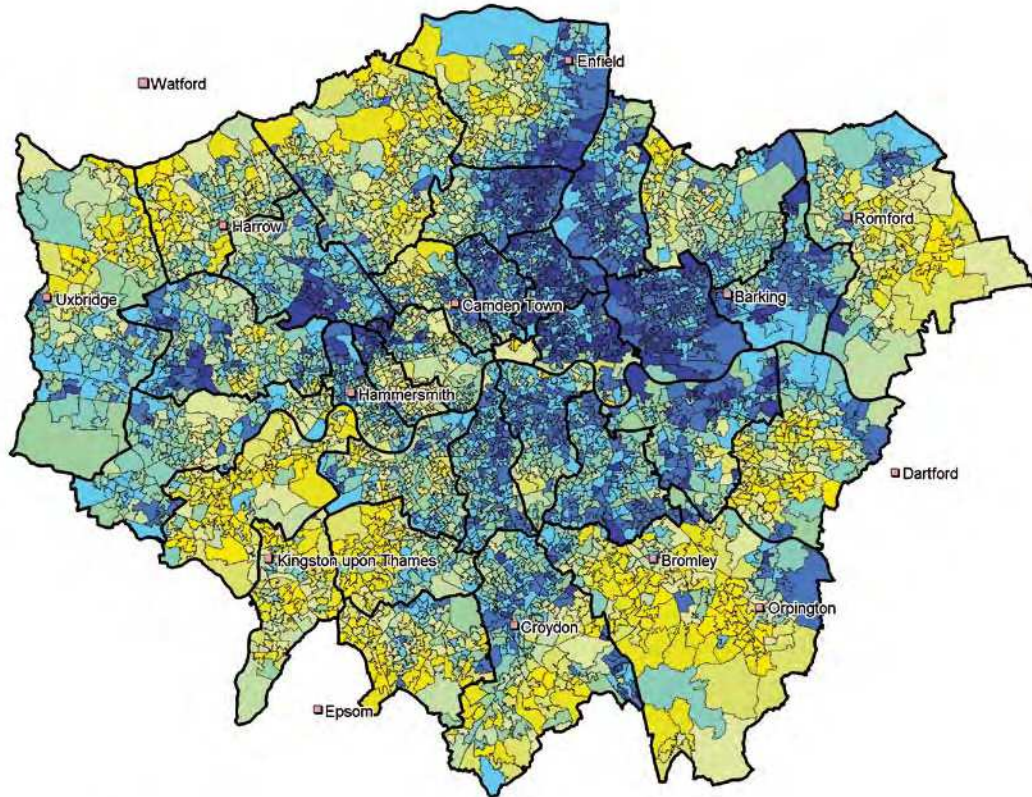 Enfield
Watford
Romford
Harrow
Uxbridge
Camden Town
Barking
Hammersmith
Dartford
Kingston upon Thames
Bromley
Orpington
Croydon
Epsom